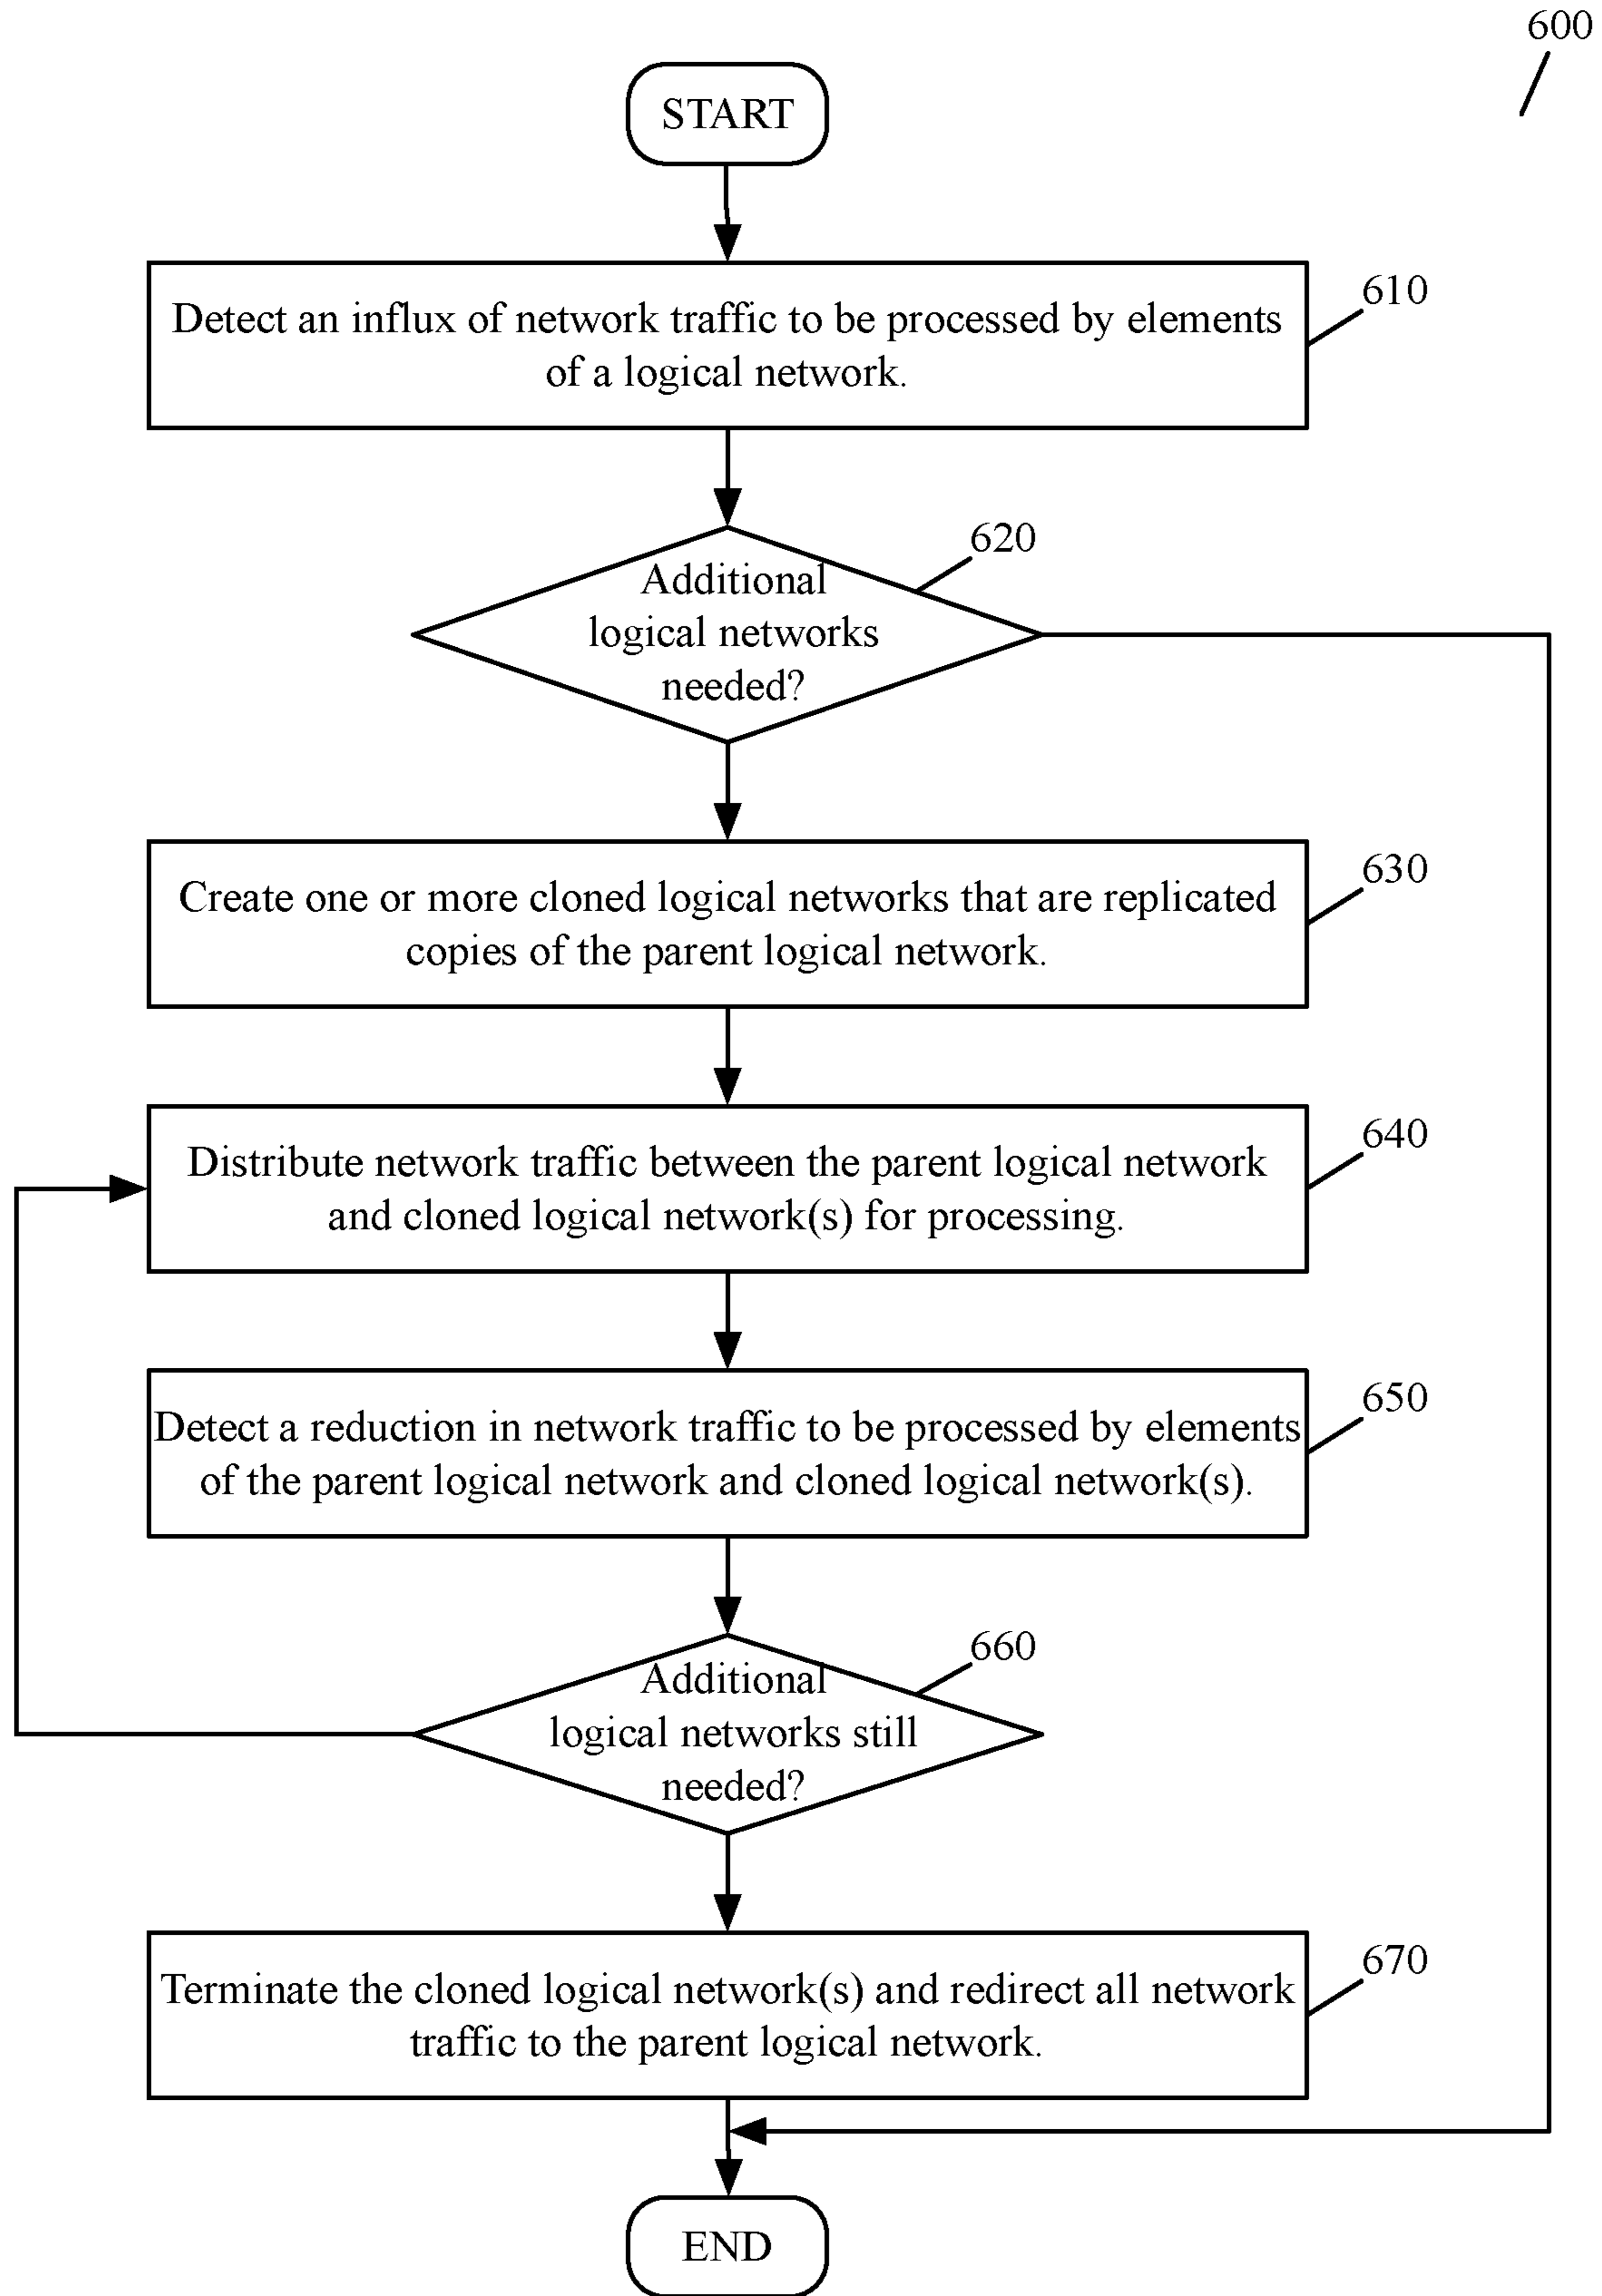 600
START
Detect an influx of network traffic to be processed by elements
of a logical network.
610
Additional
logical networks
needed?
620
Create one or more cloned logical networks that are replicated
copies of the parent logical network.
630
Distribute network traffic between the parent logical network
and cloned logical network(s) for processing.
640
Detect a reduction in network traffic to be processed by elements
of the parent logical network and cloned logical network(s).
650
Additional
logical networks still
needed?
660
Terminate the cloned logical network(s) and redirect all network
traffic to the parent logical network.
670
END